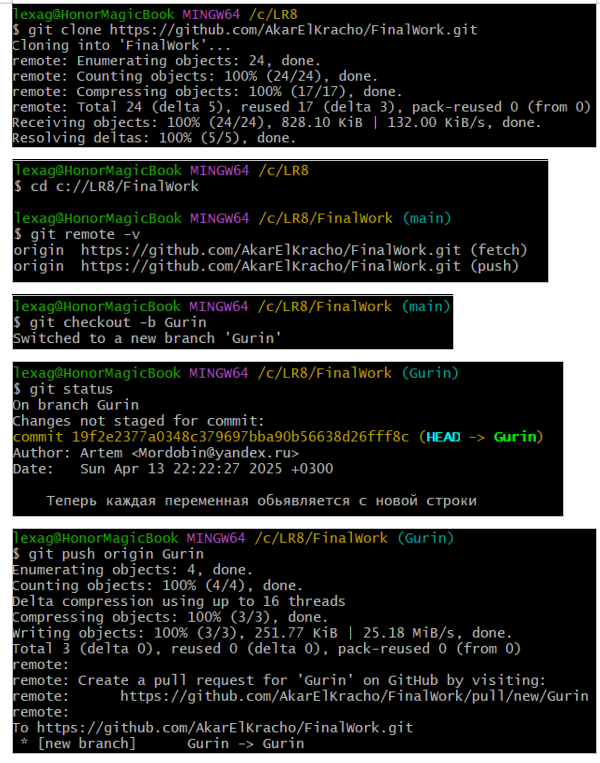 lexag@HonorMagicBook MINGW64 /c/LR8
$ git clone https://github.com/AkarElKracho/FinalWork.git
Cloning into 'FinalWork'...
remote: Enumerating objects: 24, done.
remote: Counting objects: 100% (24/24), done.
remote: Compressing objects: 100% (17/17), done.
remote: Total 24 (delta 5), reused 17 (delta 3), pack-reused 0 (from 0)
Receiving objects: 100% (24/24), 828.10 KiB | 132.00 KiB/s, done.
Resolving deltas: 100% (5/5), done.
lexag@HonorMagicBook MINGW64 /c/LR8
$ cd c://LR8/FinalWork
lexag@HonorMagicBook MINGW64 /c/LR8/FinalWork (main)
$ git remote -v
origin  https://github.com/AkarElKracho/FinalWork.git (fetch)
origin  https://github.com/AkarElKracho/FinalWork.git (push)
lexag@HonorMagicBook MINGW64 /c/LR8/FinalWork (main)
$ git checkout -b Gurin
Switched to a new branch 'Gurin'
lexag@HonorMagicBook MINGW64 /c/LR8/FinalWork (Gurin)
$ git status
On branch Gurin
Changes not staged for commit:
commit 19f2e2377a0348c379697bba90b56638d26fff8c (HEAD -> Gurin)
Author: Artem <Mordobin@yandex.ru>
Date:   Sun Apr 13 22:22:27 2025 +0300
Теперь каждая переменная обьявляется с новой строки
lexag@HonorMagicBook MINGW64 /c/LR8/FinalWork (Gurin)
$ git push origin Gurin
Enumerating objects: 4, done.
Counting objects: 100% (4/4), done.
Delta compression using up to 16 threads
Compressing objects: 100% (3/3), done.
Writing objects: 100% (3/3), 251.77 KiB | 25.18 MiB/s, done.
Total 3 (delta 0), reused 0 (delta 0), pack-reused 0 (from 0)
remote:
remote: Create a pull request for 'Gurin' on GitHub by visiting:
remote:      https://github.com/AkarElKracho/FinalWork/pull/new/Gurin
remote:
To https://github.com/AkarElKracho/FinalWork.git
 * [new branch]      Gurin -> Gurin